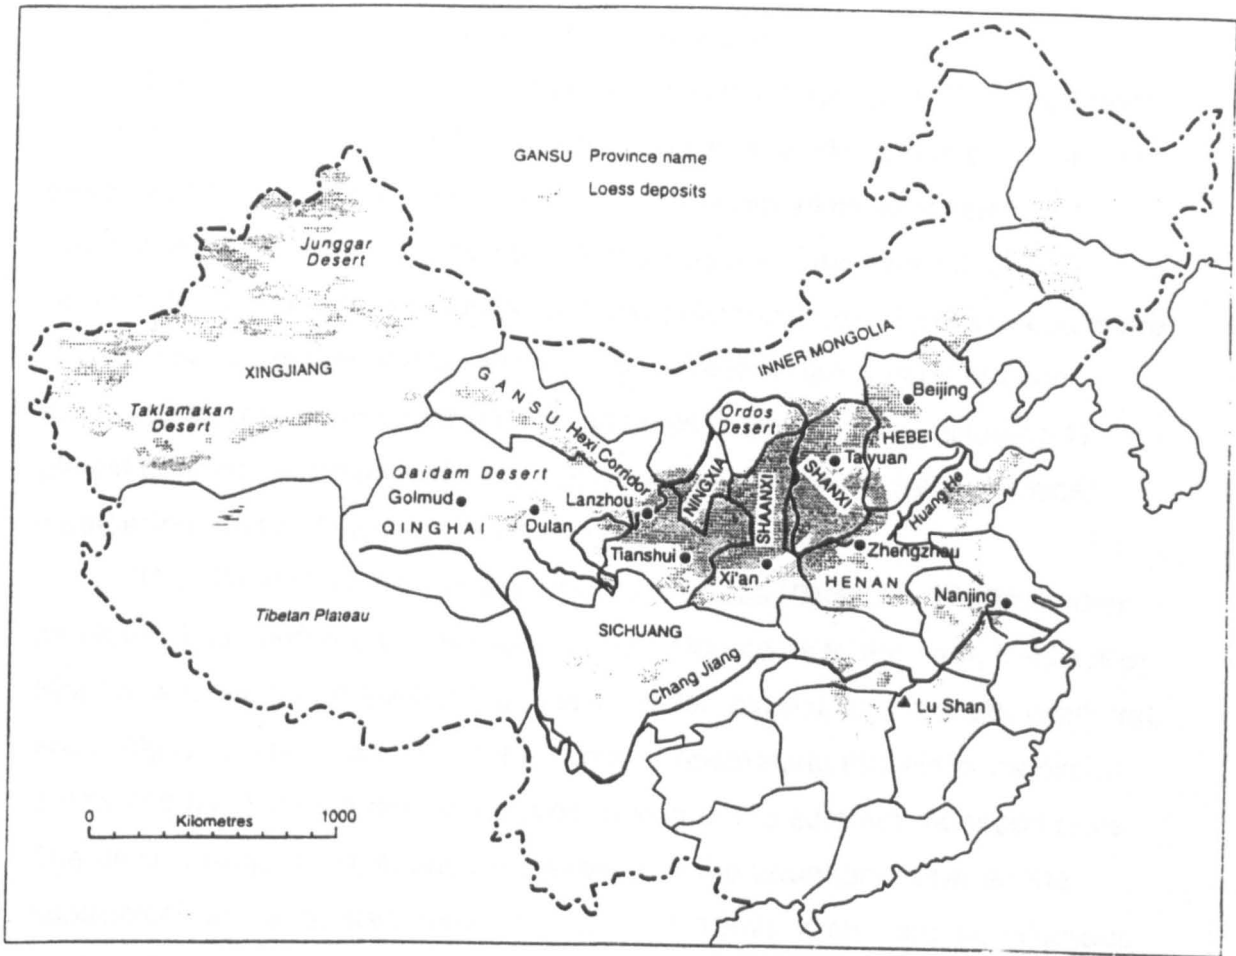 GANSU Province name
Loess deposits
Junggar
Desert
XINGJIANG
Taklamakan
Desert
INNER MONGOLIA
Beijing
GANSU Hexi Corridor
Ordos
Desert
HEBEI
Taiyuan
SHANXI
Qaidam Desert
Golmud
Dulan
QINGHAI
Lanzhou
NINGXIA
SHAANXI
Huang He
Tianshui
Xi'an
Zhengzhou
HENAN
Nanjing
Tibetan Plateau
SICHUANG
Chang Jiang
Lu Shan
0 1000
Kilometres